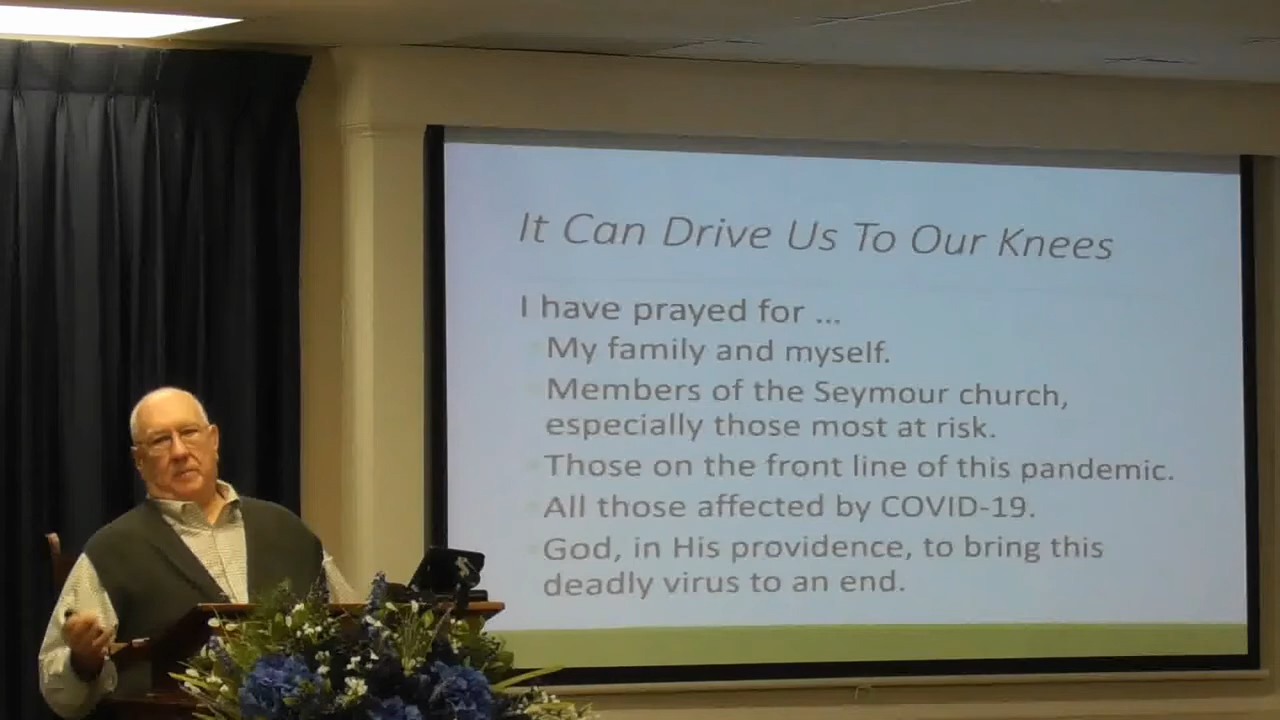 It Can Drive Us To Our Knees
I have prayed for ...
My family and myself.
Members of the Seymour church,
especially those most at risk.
Those on the front line of this pandemic.
All those affected by COVID-19.
God, in His providence, to bring this
deadly virus to an end.